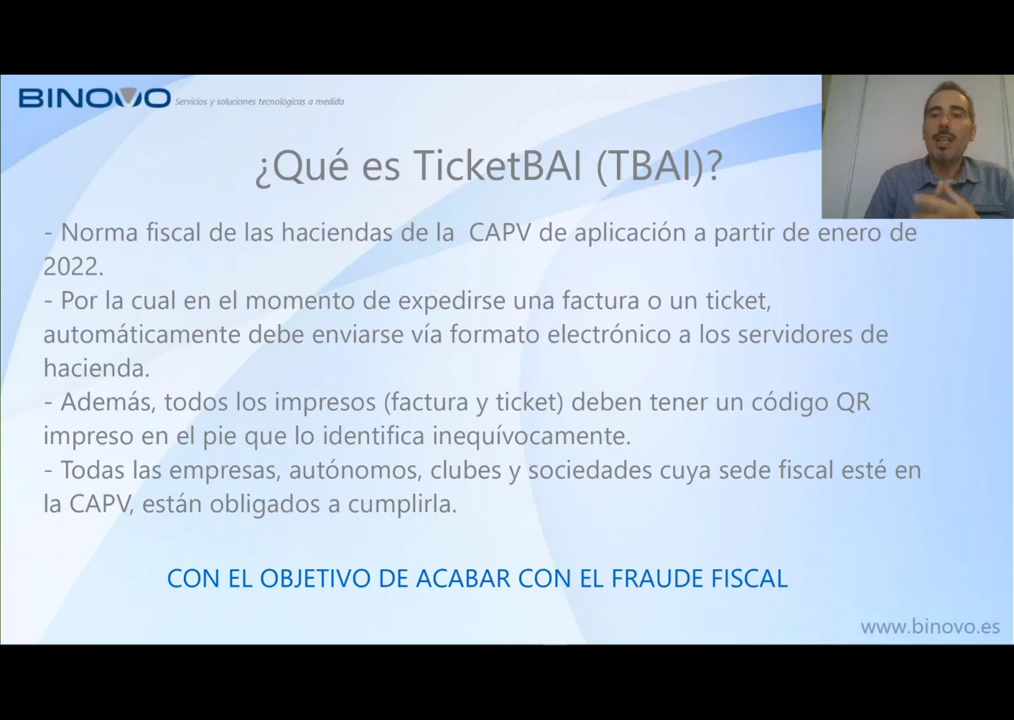 BINOVO Servicios y soluciones tecnológicas a medida
¿Qué es TicketBAI (TBAI)?
- Norma fiscal de las haciendas de la CAPV de aplicación a partir de enero de
2022.
- Por la cual en el momento de expedirse una factura o un ticket,
automáticamente debe enviarse vía formato electrónico a los servidores de
hacienda.
- Además, todos los impresos (factura y ticket) deben tener un código QR
impreso en el pie que lo identifica inequívocamente.
- Todas las empresas, autónomos, clubes y sociedades cuya sede fiscal esté en
la CAPV, están obligados a cumplirla.
CON EL OBJETIVO DE ACABAR CON EL FRAUDE FISCAL
www.binovo.es